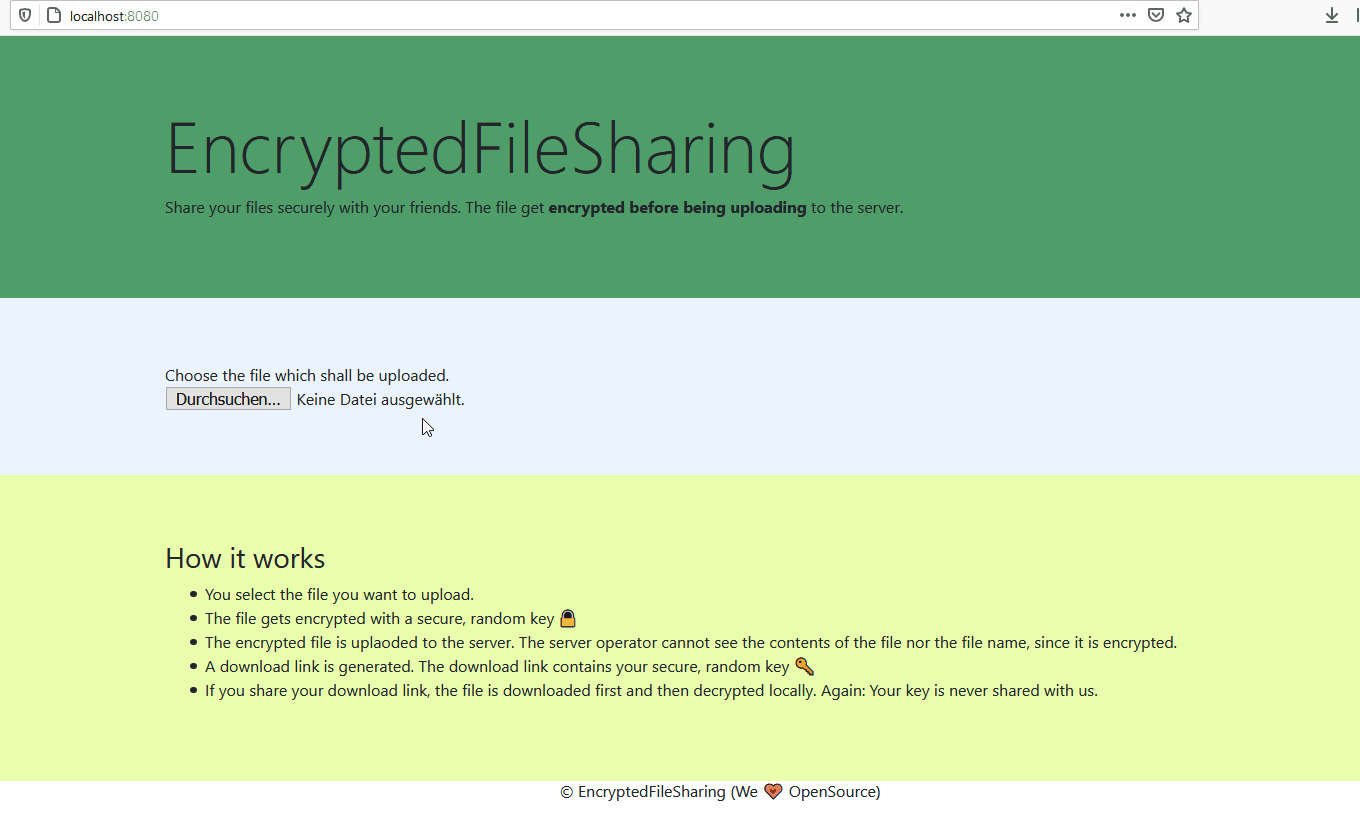 localhost:8080
EncryptedFileSharing
Share your files securely with your friends. The file get encrypted before being uploading to the server.
Choose the file which shall be uploaded.
Durchsuchen... Keine Datei ausgewählt.
How it works
You select the file you want to upload.
The file gets encrypted with a secure, random key
The encrypted file is uplaoded to the server. The server operator cannot see the contents of the file nor the file name, since it is encrypted.
A download link is generated. The download link contains your secure, random key
If you share your download link, the file is downloaded first and then decrypted locally. Again: Your key is never shared with us.
© EncryptedFileSharing (We ❤ OpenSource)